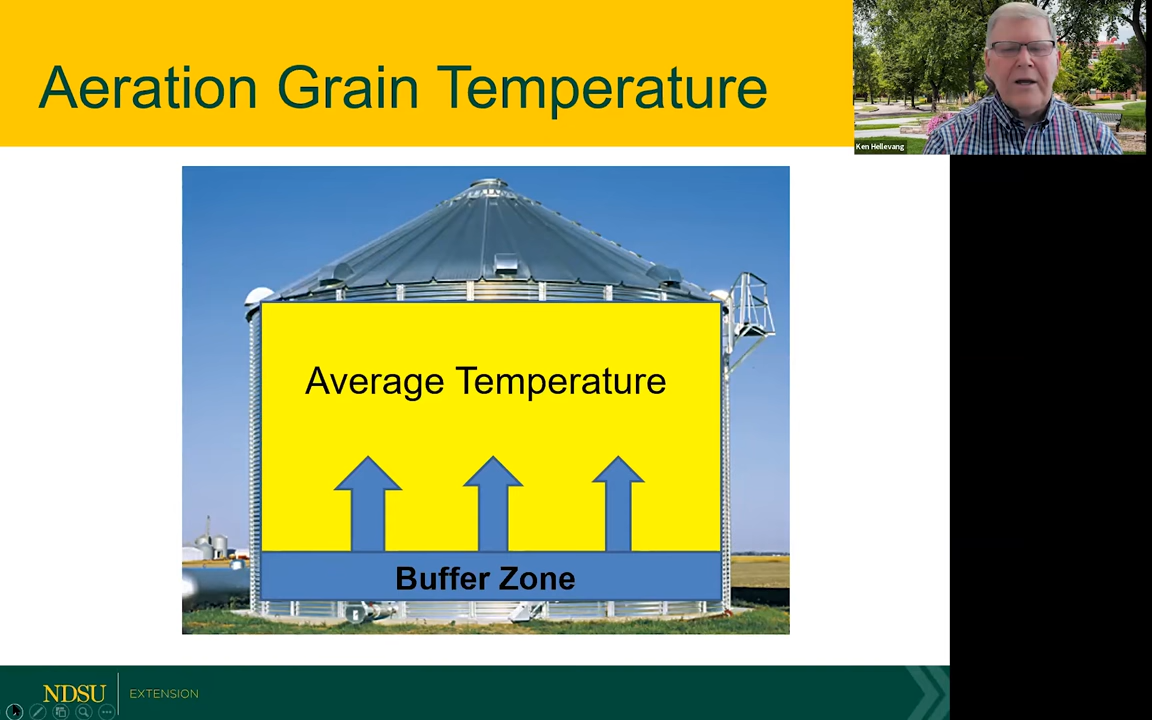 Aeration Grain Temperature
Ken Hellevang
Average Temperature
Buffer Zone
NDSU
EXTENSION